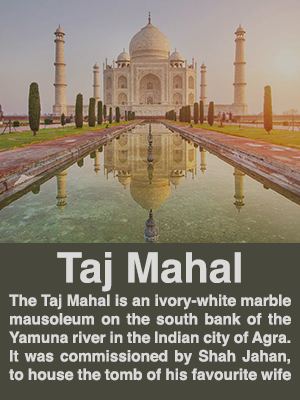 Taj Mahal
The Taj Mahal is an ivory-white marble
mausoleum on the south bank of the
Yamuna river in the Indian city of Agra.
It was commissioned by Shah Jahan,
to house the tomb of his favourite wife